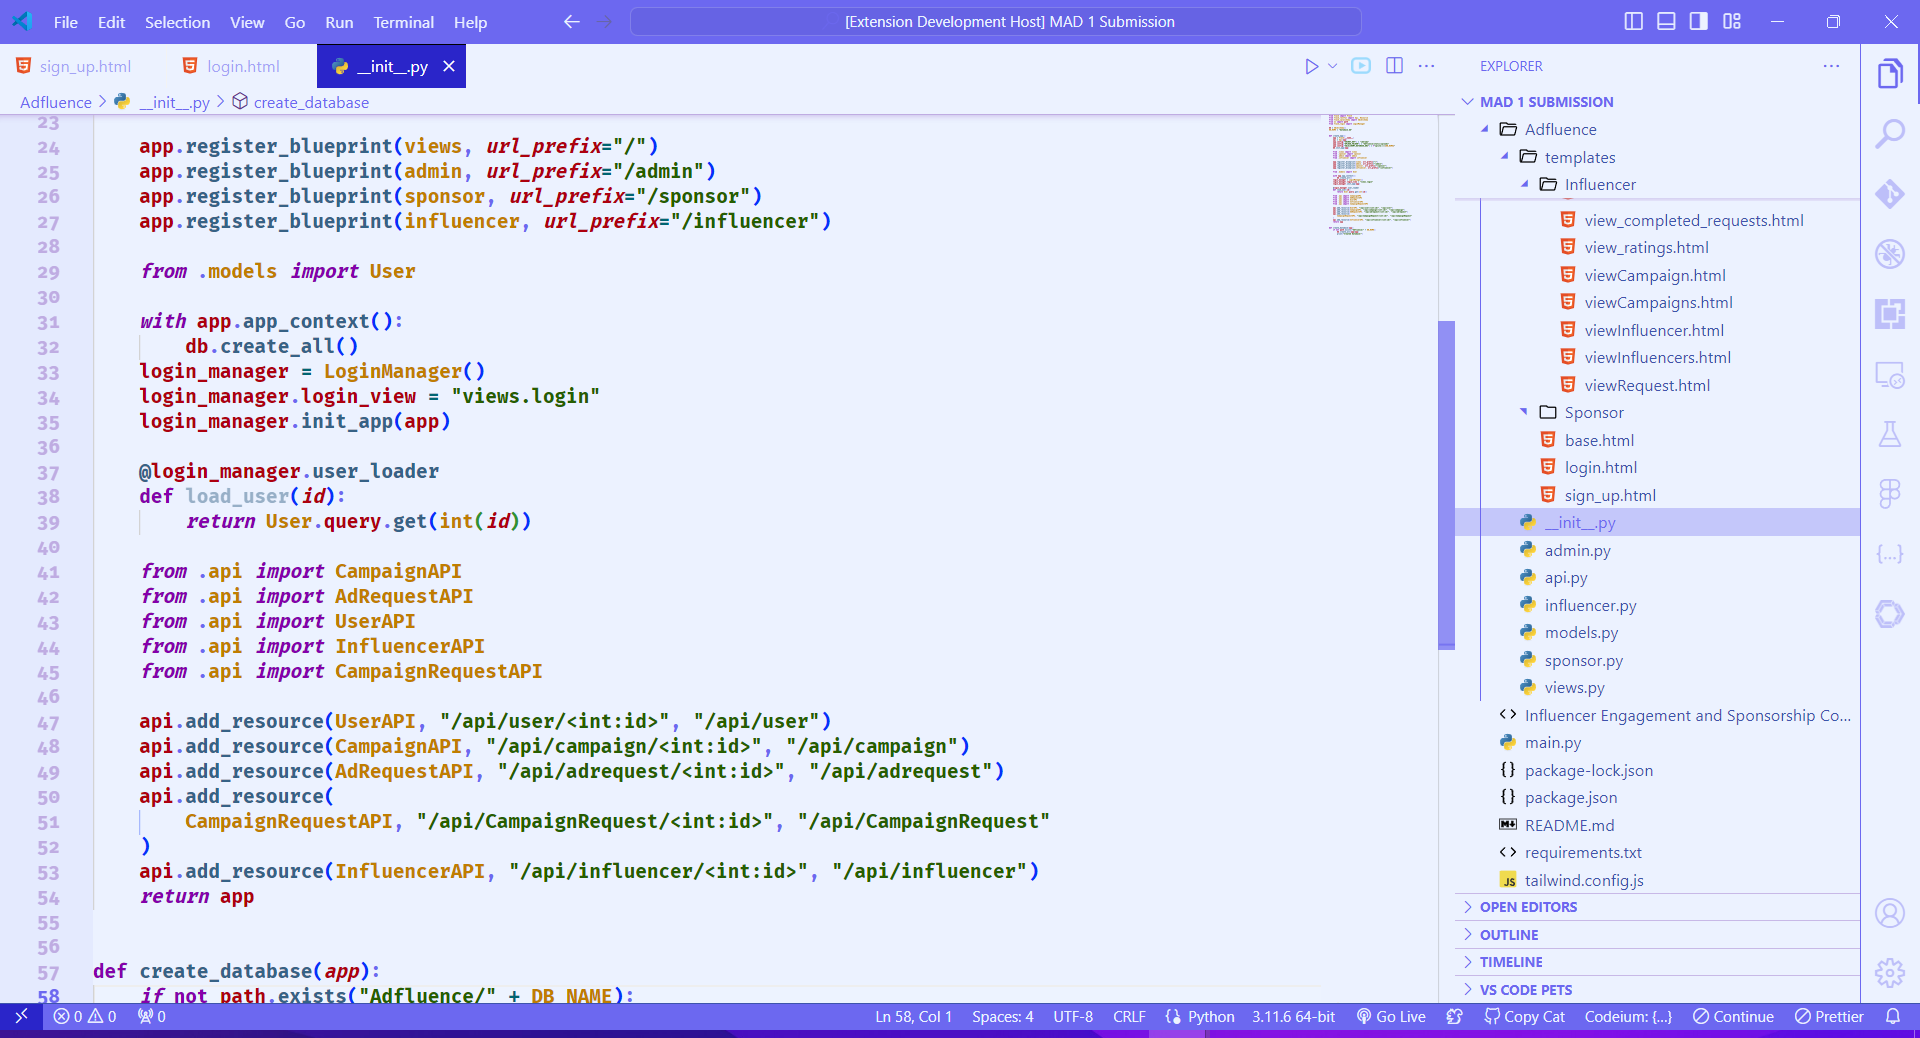 File Edit Selection View Go Run Terminal Help
[Extension Development Host] MAD 1 Submission
sign_up.html
login.html
__init__.py
Adfluence > __init__.py > create_database
23
24 app.register_blueprint(views, url_prefix="/")
25 app.register_blueprint(admin, url_prefix="/admin")
26 app.register_blueprint(sponsor, url_prefix="/sponsor")
27 app.register_blueprint(influencer, url_prefix="/influencer")
28
29 from .models import User
30
31 with app.app_context():
32 db.create_all()
33 login_manager = LoginManager()
34 login_manager.login_view = "views.login"
35 login_manager.init_app(app)
36
37 @login_manager.user_loader
38 def load_user(id):
39 return User.query.get(int(id))
40
41 from .api import CampaignAPI
42 from .api import AdRequestAPI
43 from .api import UserAPI
44 from .api import InfluencerAPI
45 from .api import CampaignRequestAPI
46
47 api.add_resource(UserAPI, "/api/user/<int:id>", "/api/user")
48 api.add_resource(CampaignAPI, "/api/campaign/<int:id>", "/api/campaign")
49 api.add_resource(AdRequestAPI, "/api/adrequest/<int:id>", "/api/adrequest")
50 api.add_resource(
51 CampaignRequestAPI, "/api/CampaignRequest/<int:id>", "/api/CampaignRequest"
52 )
53 api.add_resource(InfluencerAPI, "/api/influencer/<int:id>", "/api/influencer")
54 return app
55
56
57 def create_database(app):
58 if not path.exists("Adfluence/" + DB_NAME):
EXPLORER
MAD 1 SUBMISSION
Adfluence
templates
Influencer
view_completed_requests.html
view_ratings.html
viewCampaign.html
viewCampaigns.html
viewInfluencer.html
viewInfluencers.html
viewRequest.html
Sponsor
base.html
login.html
sign_up.html
__init__.py
admin.py
api.py
influencer.py
models.py
sponsor.py
views.py
Influencer Engagement and Sponsorship Co...
main.py
package-lock.json
package.json
README.md
requirements.txt
JS tailwind.config.js
OPEN EDITORS
OUTLINE
TIMELINE
VS CODE PETS
0 0 0
Ln 58, Col 1 Spaces: 4 UTF-8 CRLF Python 3.11.6 64-bit Go Live Copy Cat Codeium: {...} Continue Prettier